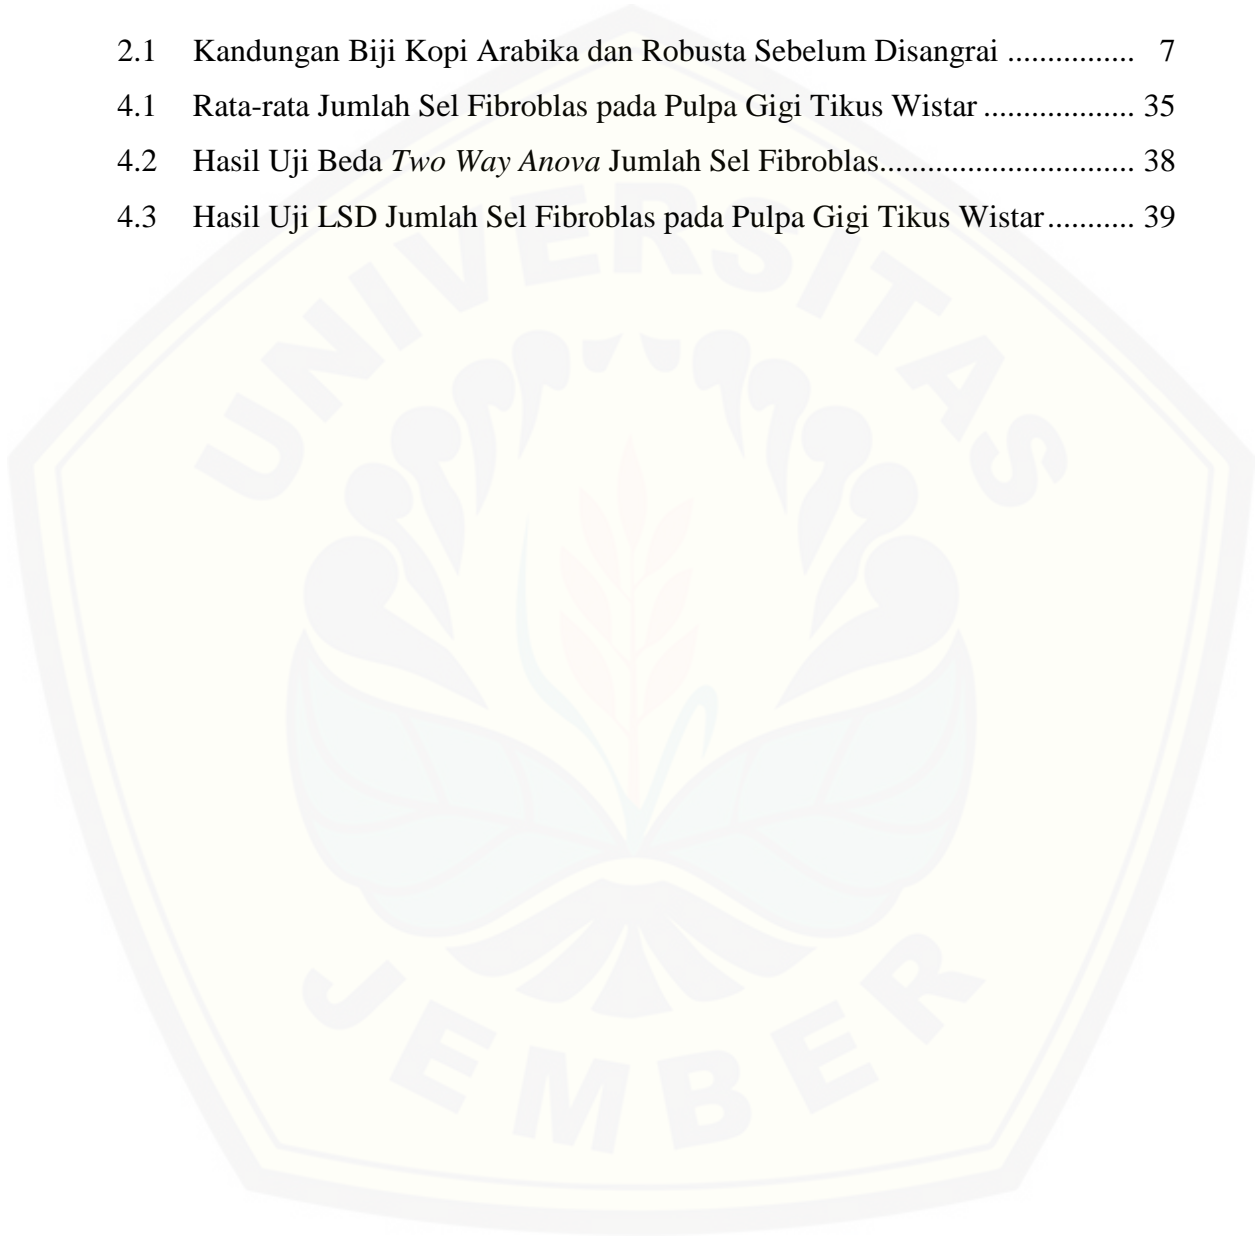 2.1 Kandungan Biji Kopi Arabika dan Robusta Sebelum Disangrai ................ 7
4.1 Rata-rata Jumlah Sel Fibroblas pada Pulpa Gigi Tikus Wistar ................... 35
4.2 Hasil Uji Beda Two Way Anova Jumlah Sel Fibroblas................................ 38
4.3 Hasil Uji LSD Jumlah Sel Fibroblas pada Pulpa Gigi Tikus Wistar........... 39
UNIVERSITAS
JEMBER